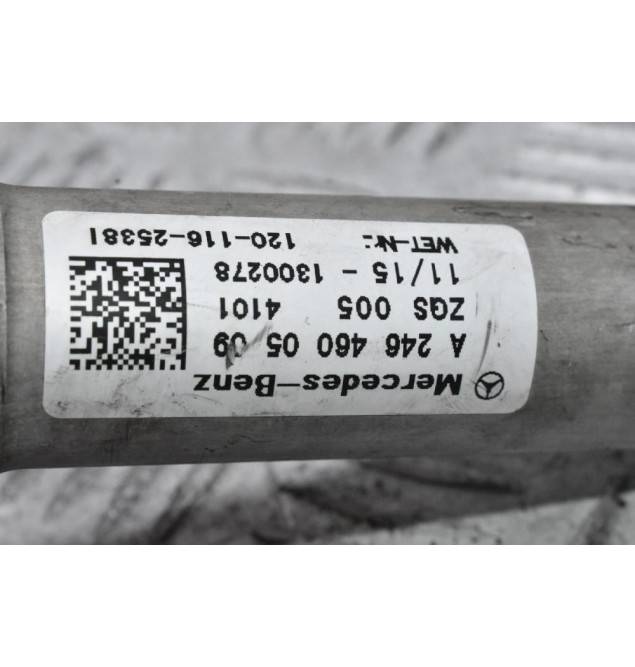 Mercedes-Benz
A 246 460 05 09
ZGS 005 4101
11/15 - 1300278
WET-Nr.: 120-116-25381